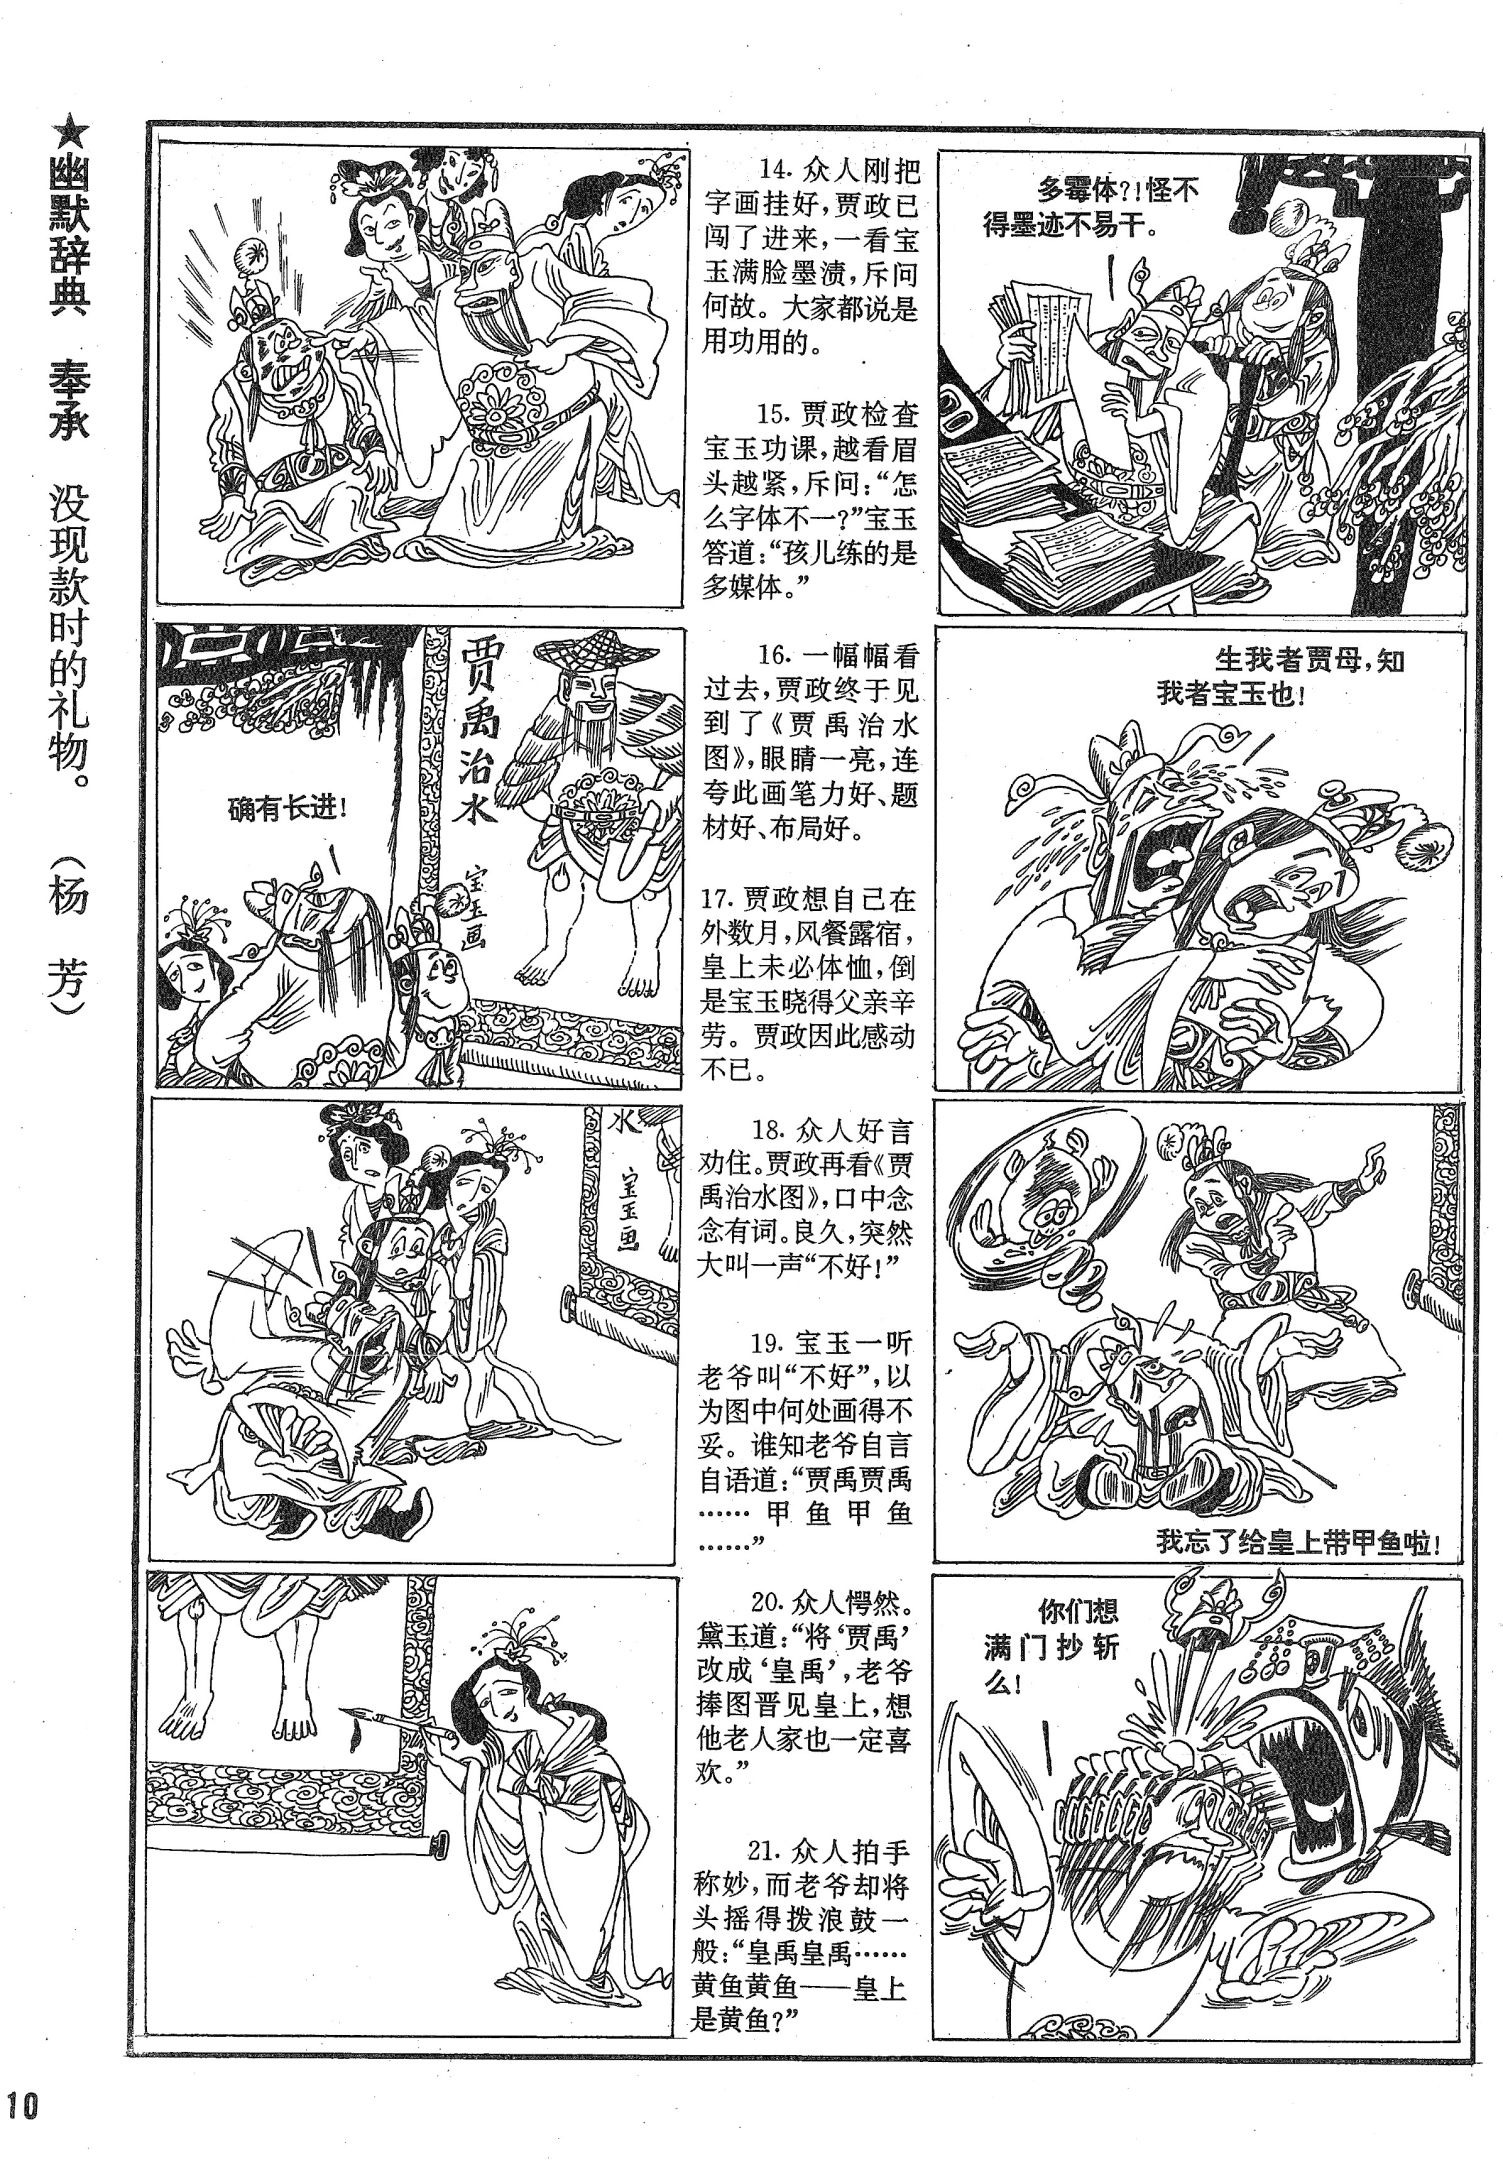 ★幽默辞典 奉承 没现款时的礼物。 （杨 芳）
14. 众人刚把
字画挂好，贾政已
闯了进来，一看宝
玉满脸墨渍，斥问
何故。大家都说是
用功用的。
多霉体？！怪不
得墨迹不易干。
15. 贾政检查
宝玉功课，越看眉
头越紧，斥问：“怎
么字体不一？”宝玉
答道：“孩儿练的是
多媒体。”
贾禹治水
宝玉画
确有长进！
16. 一幅幅看
过去，贾政终于见
到了《贾禹治水
图》，眼睛一亮，连
夸此画笔力好、题
材好、布局好。
生我者贾母，知
我者宝玉也！
17. 贾政想自己在
外数月，风餐露宿，
皇上未必体恤，倒
是宝玉晓得父亲辛
劳。贾政因此感动
不已。
水
宝玉画
18. 众人好言
劝住。贾政再看《贾
禹治水图》，口中念
念有词。良久，突然
大叫一声“不好！”
19. 宝玉一听
老爷叫“不好”，以
为图中何处画得不
妥。谁知老爷自言
自语道：“贾禹贾禹
……甲鱼甲鱼
……”
我忘了给皇上带甲鱼啦！
20. 众人愕然。
黛玉道：“将‘贾禹’
改成‘皇禹’，老爷
捧图晋见皇上，想
他老人家也一定喜
欢。”
你们想
满门抄斩
么！
21. 众人拍手
称妙，而老爷却将
头摇得拨浪鼓一
般：“皇禹皇禹……
黄鱼黄鱼——皇上
是黄鱼？”
10